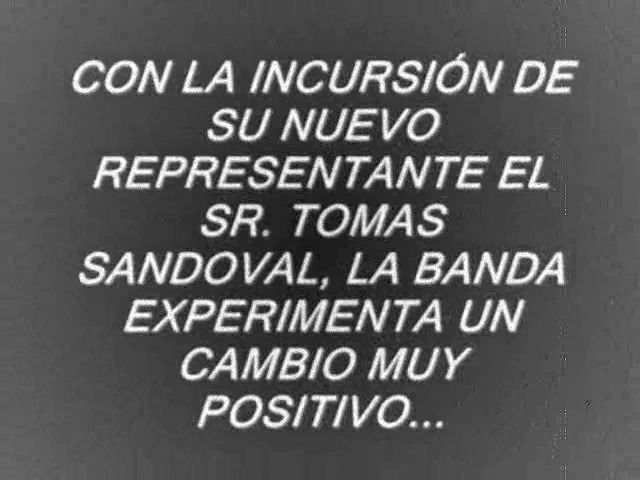 CON LA INCURSIÓN DE
SU NUEVO
REPRESENTANTE EL
SR. TOMAS
SANDOVAL, LA BANDA
EXPERIMENTA UN
CAMBIO MUY
POSITIVO...